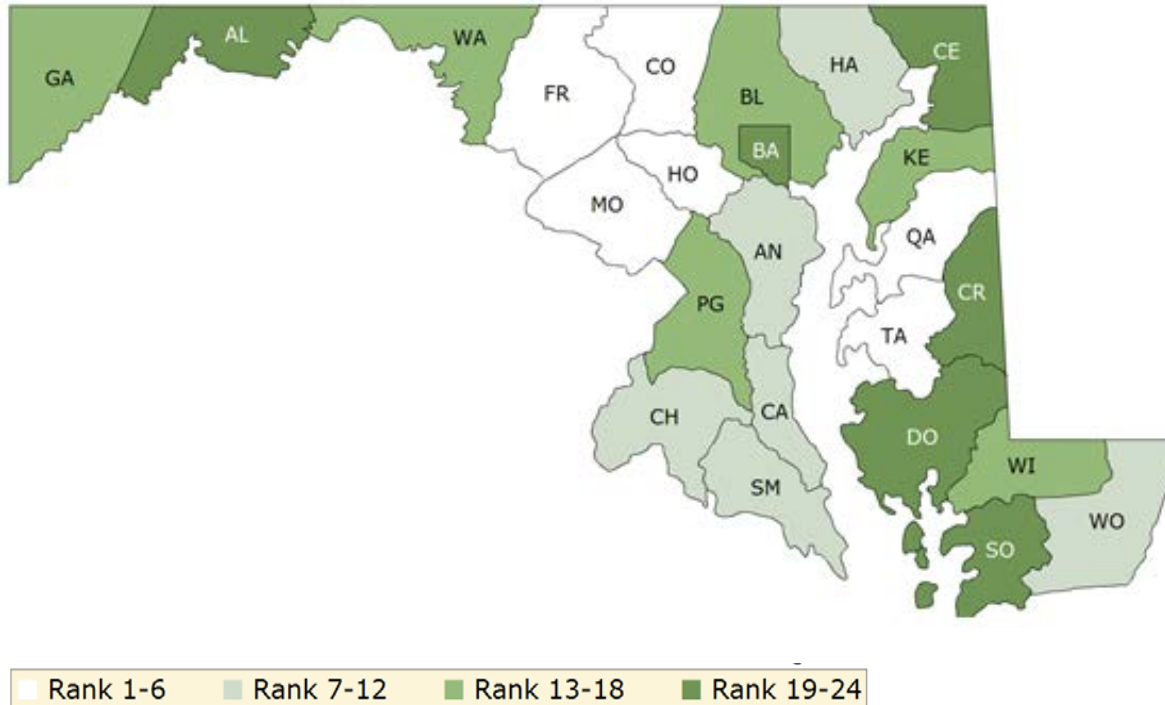 AL
WA
CO
HA
CE
GA
FR
BL
BA
KE
HO
MO
QA
AN
CR
PG
TA
CH
CA
DO
WI
SM
WO
SO
Rank 1-6 Rank 7-12 Rank 13-18 Rank 19-24